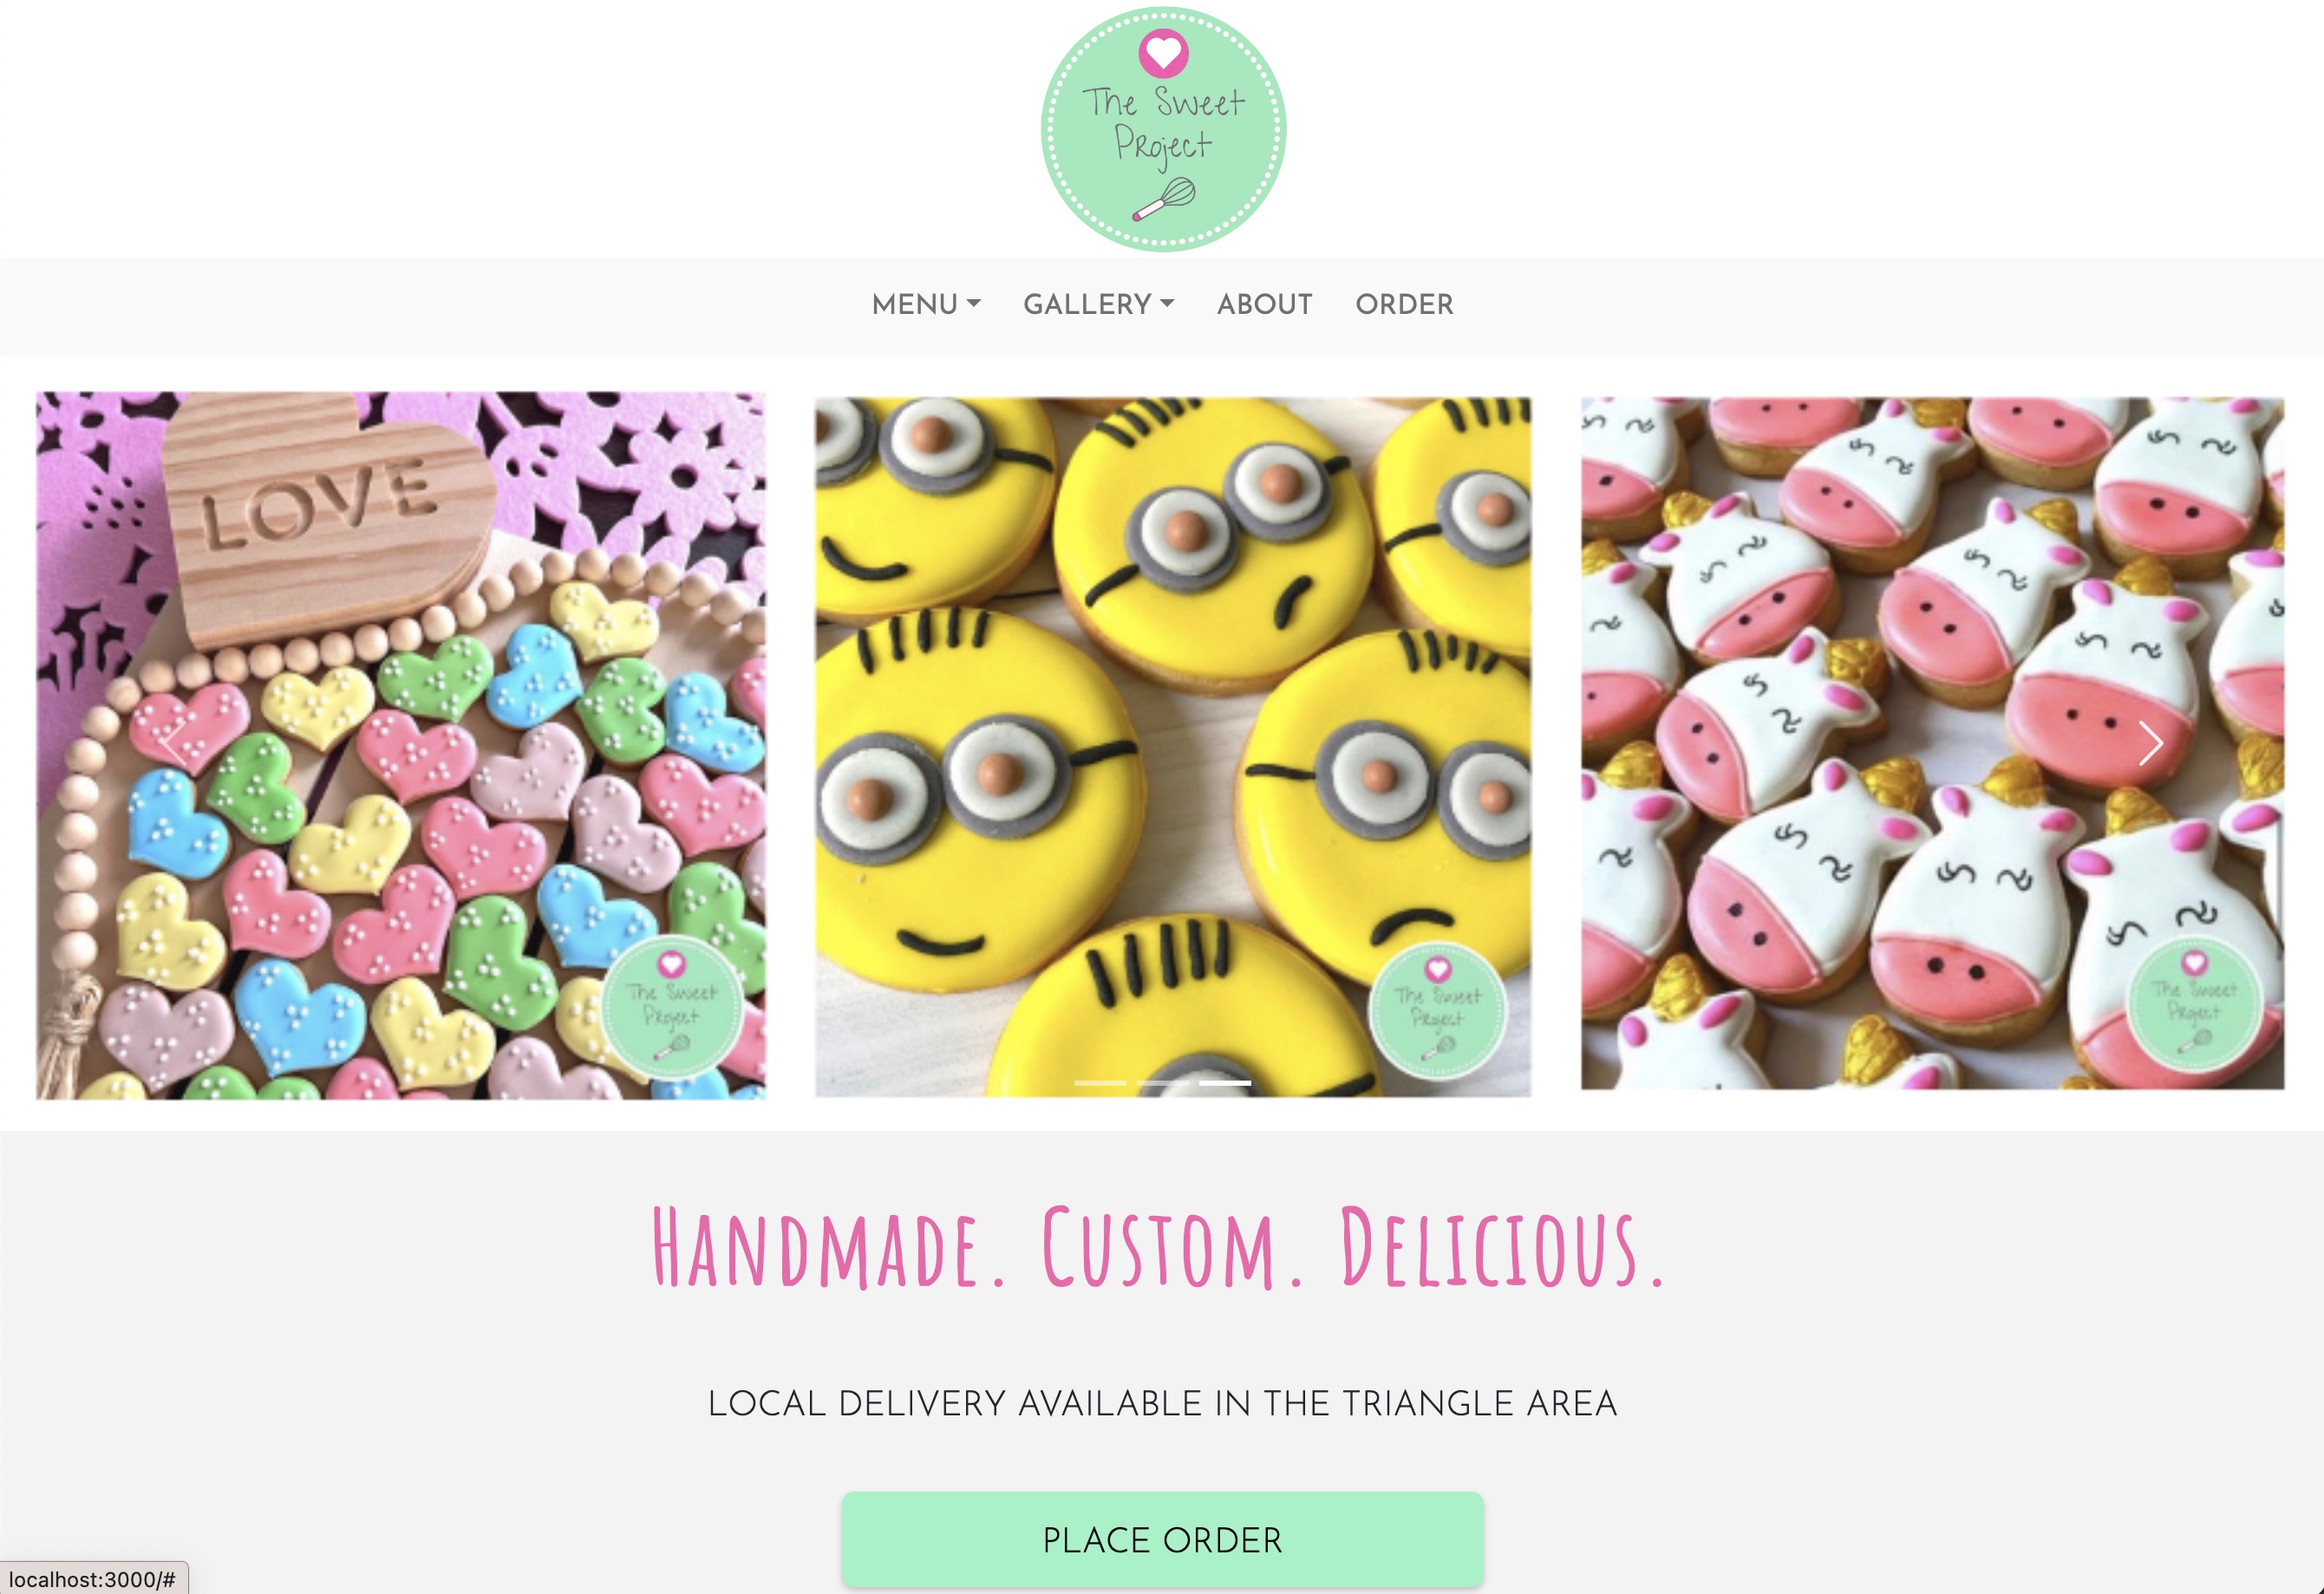 The Sweet
Project
MENU
GALLERY
ABOUT
ORDER
LOVE
The Sweet
Project
The Sweet
Project
The Sweet
Project
Handmade. Custom. Delicious.
LOCAL DELIVERY AVAILABLE IN THE TRIANGLE AREA
PLACE ORDER
localhost:3000/#